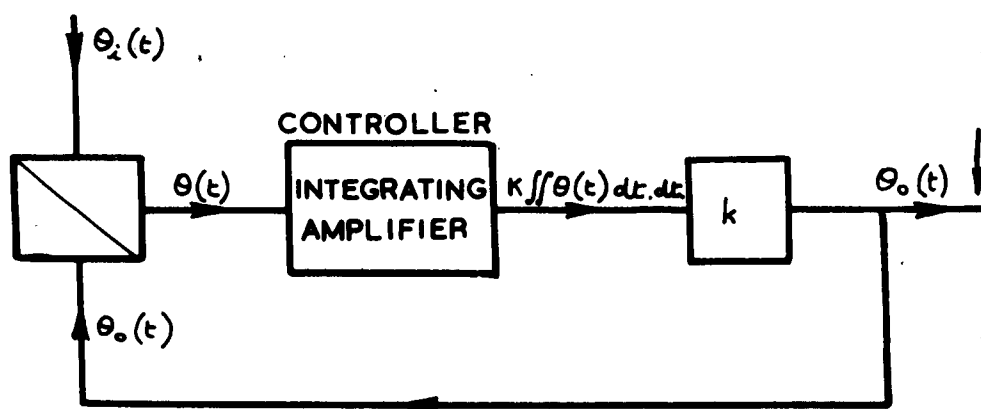 θi(t)
CONTROLLER
θ(t)
INTEGRATING
AMPLIFIER
K∬θ(t) dt.dt
k
θo(t)
θo(t)